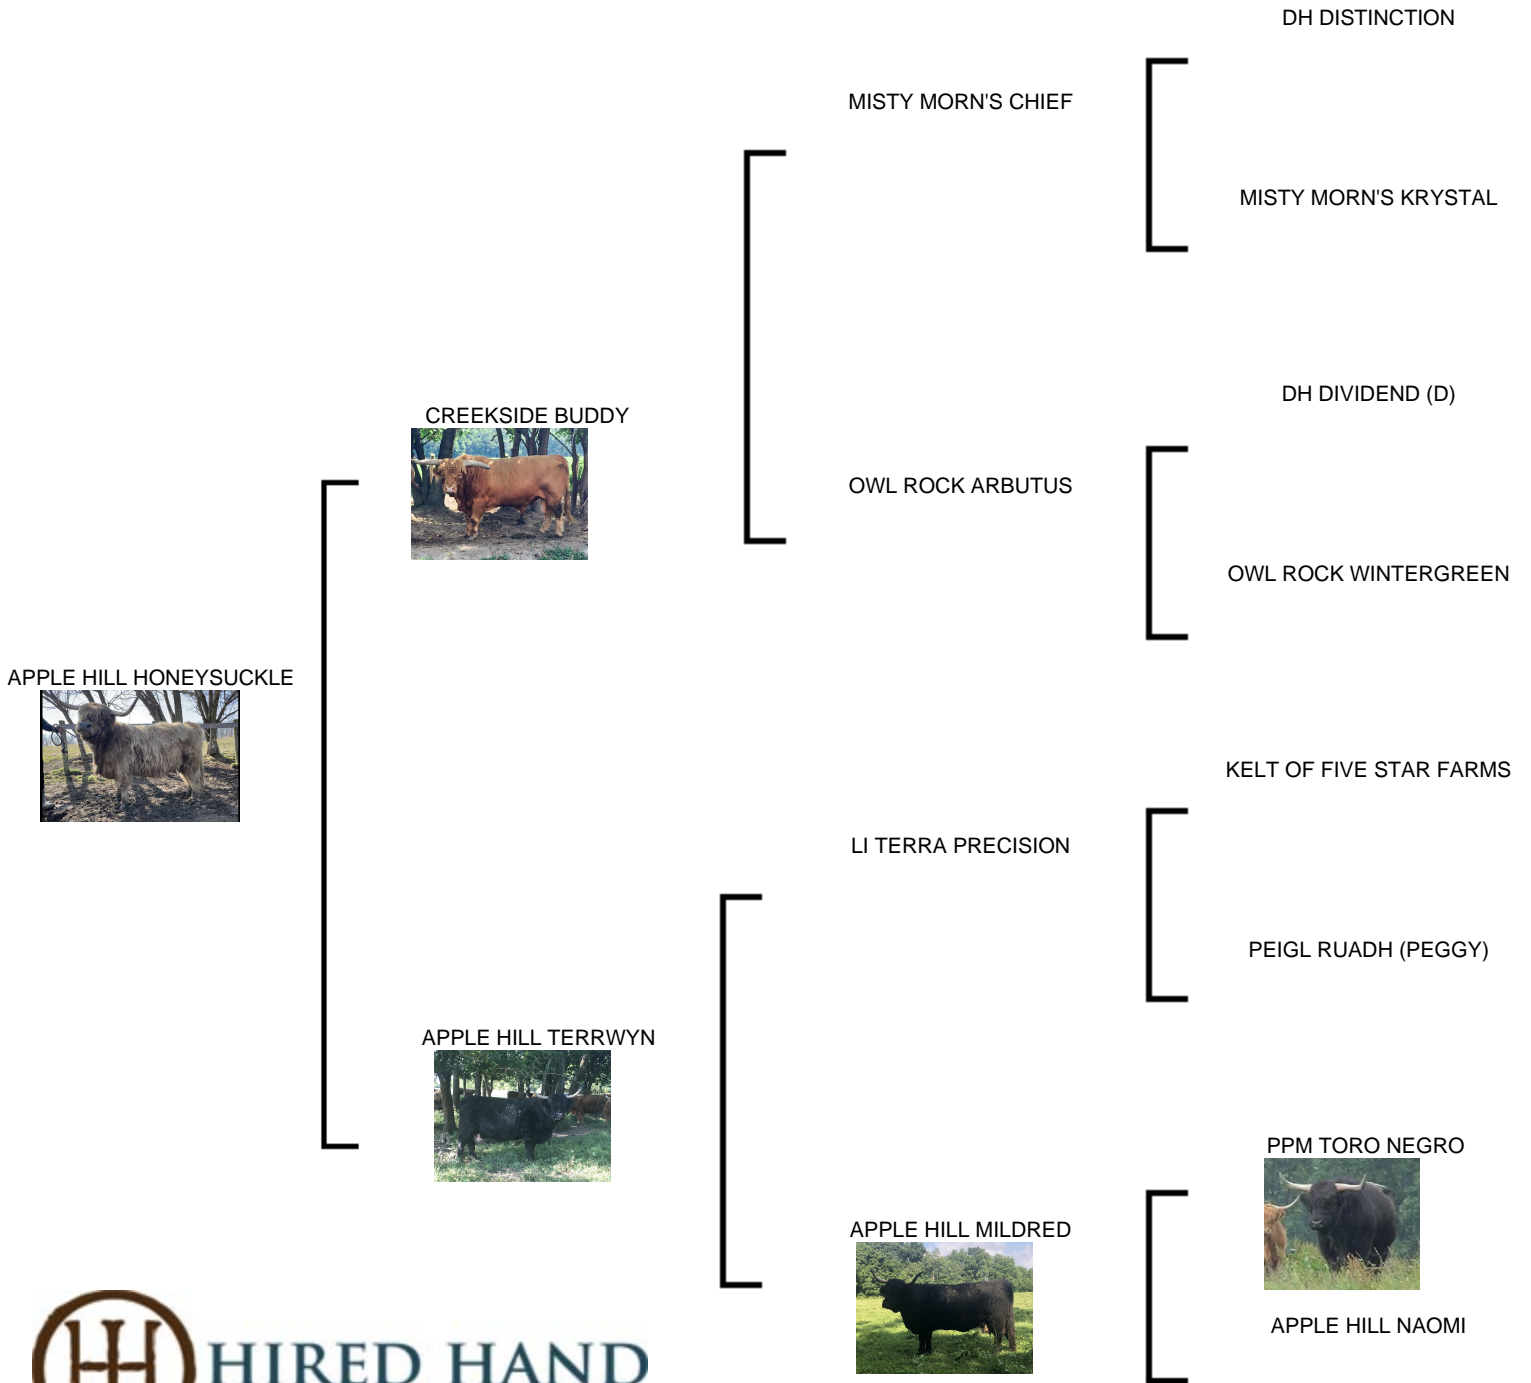 DH DISTINCTION
MISTY MORN'S CHIEF
MISTY MORN'S KRYSTAL
DH DIVIDEND (D)
CREEKSIDE BUDDY
OWL ROCK ARBUTUS
OWL ROCK WINTERGREEN
APPLE HILL HONEYSUCKLE
KELT OF FIVE STAR FARMS
LI TERRA PRECISION
PEIGL RUADH (PEGGY)
APPLE HILL TERRWYN
PPM TORO NEGRO
APPLE HILL MILDRED
APPLE HILL NAOMI
HIRED HAND